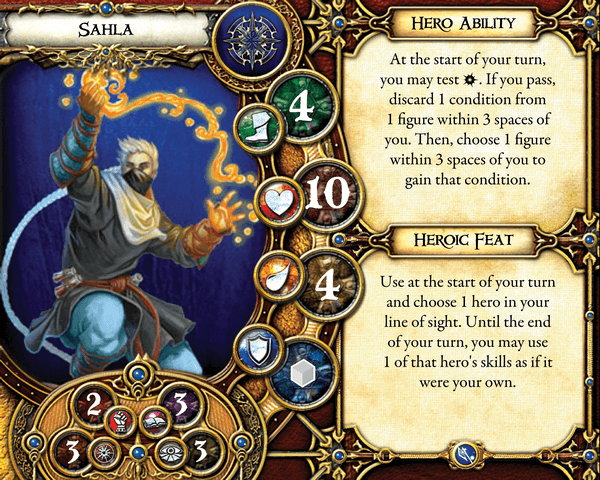 Sahla
4
10
4
2
3
3
3
Hero Ability
At the start of your turn,
you may test . If you pass,
discard 1 condition from
1 figure within 3 spaces of
you. Then, choose 1 figure
within 3 spaces of you to
gain that condition.
Heroic Feat
Use at the start of your turn
and choose 1 hero in your
line of sight. Until the end
of your turn, you may use
1 of that hero's skills as if it
were your own.